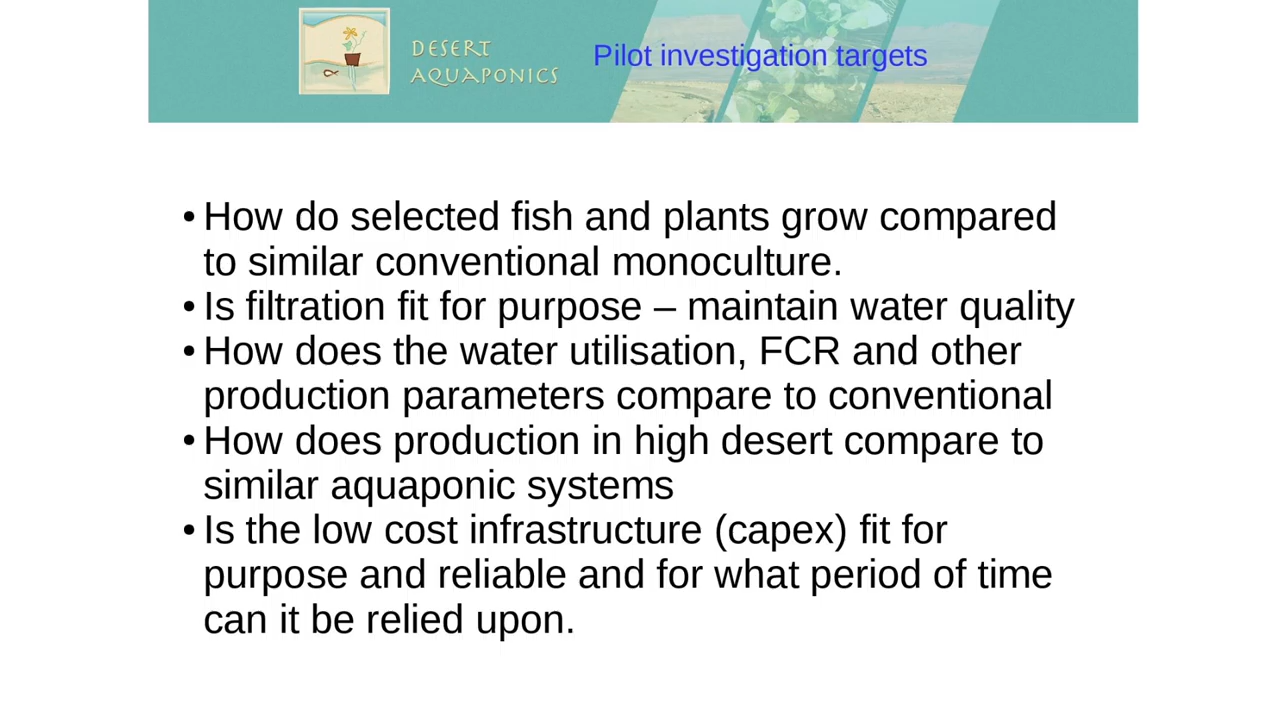 DESERT
AQUAPONICS
Pilot investigation targets
• How do selected fish and plants grow compared
to similar conventional monoculture.
• Is filtration fit for purpose – maintain water quality
• How does the water utilisation, FCR and other
production parameters compare to conventional
• How does production in high desert compare to
similar aquaponic systems
• Is the low cost infrastructure (capex) fit for
purpose and reliable and for what period of time
can it be relied upon.